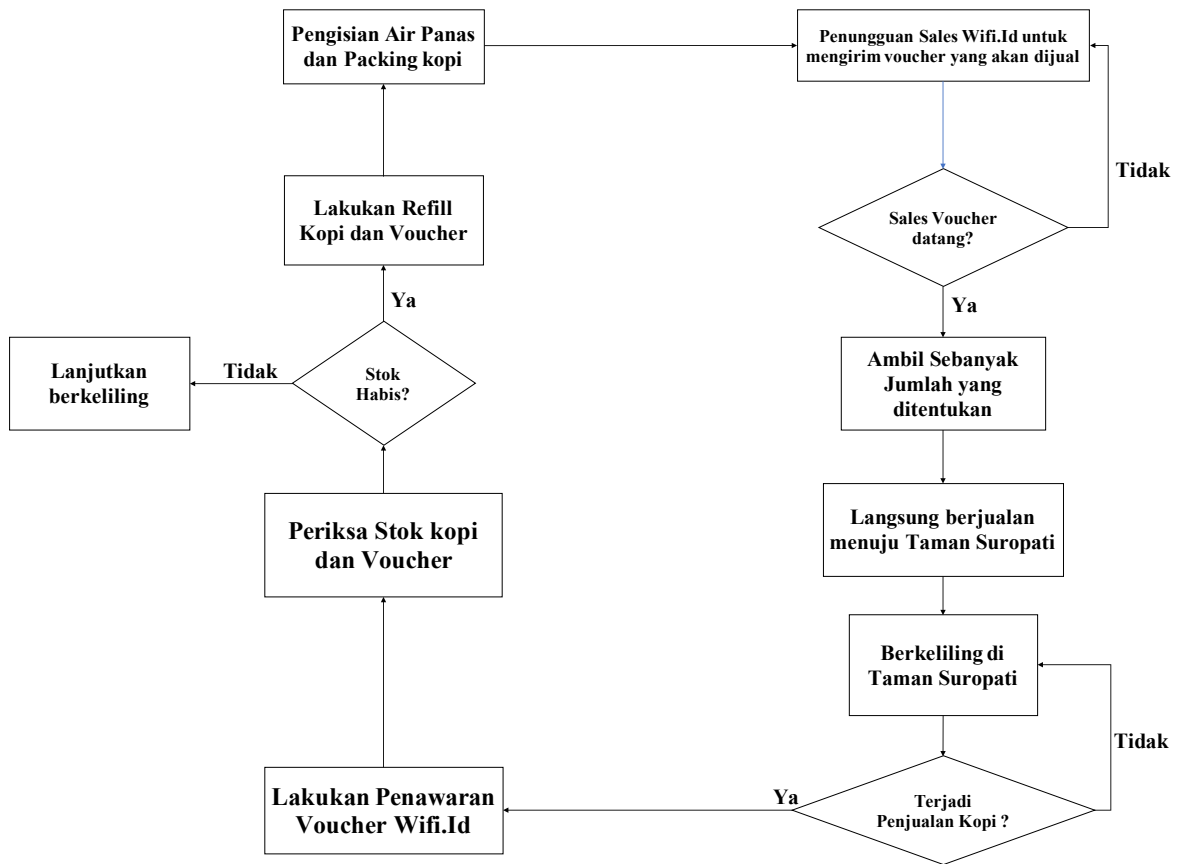 Pengisian Air Panas
dan Packing kopi
Penungguan Sales Wifi.Id untuk
mengirim voucher yang akan dijual
Tidak
Lakukan Refill
Kopi dan Voucher
Sales Voucher
datang?
Ya
Ya
Lanjutkan
berkeliling
Tidak
Stok
Habis?
Ambil Sebanyak
Jumlah yang
ditentukan
Periksa Stok kopi
dan Voucher
Langsung berjualan
menuju Taman Suropati
Berkeliling di
Taman Suropati
Tidak
Lakukan Penawaran
Voucher Wifi.Id
Ya
Terjadi
Penjualan Kopi ?